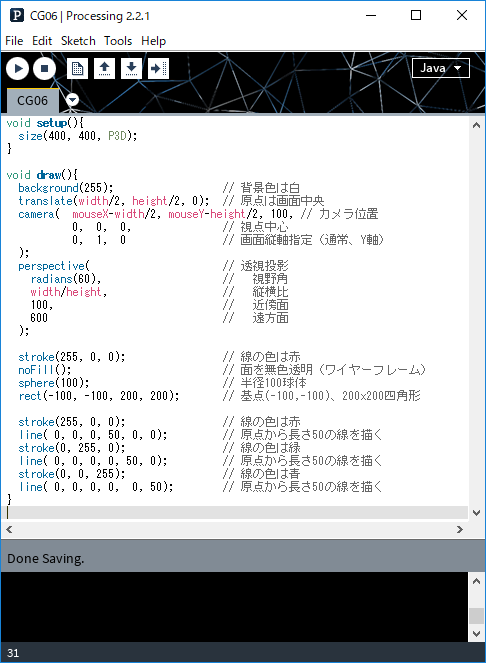 CG06 | Processing 2.2.1
File Edit Sketch Tools Help
Java
CG06
void setup(){
  size(400, 400, P3D);
}

void draw(){
  background(255);                  // 背景色は白
  translate(width/2, height/2, 0);  // 原点は画面中央
  camera(  mouseX-width/2, mouseY-height/2, 100, // カメラ位置
           0,  0,  0,               // 視点中心
           0,  1,  0                // 画面縦軸指定（通常、Y軸）
  );
  perspective(                      // 透視投影
    radians(60),                    //   視野角
    width/height,                   //   縦横比
    100,                            //   近傍面
    600                             //   遠方面
  );

  stroke(255, 0, 0);                // 線の色は赤
  noFill();                         // 面を無色透明（ワイヤーフレーム）
  sphere(100);                      // 半径100球体
  rect(-100, -100, 200, 200);       // 基点(-100,-100)、200x200四角形

  stroke(255, 0, 0);                // 線の色は赤
  line( 0, 0, 0, 50, 0, 0);         // 原点から長さ50の線を描く
  stroke(0, 255, 0);                // 線の色は緑
  line( 0, 0, 0, 0, 50, 0);         // 原点から長さ50の線を描く
  stroke(0, 0, 255);                // 線の色は青
  line( 0, 0, 0, 0,  0, 50);        // 原点から長さ50の線を描く
}
Done Saving.
31